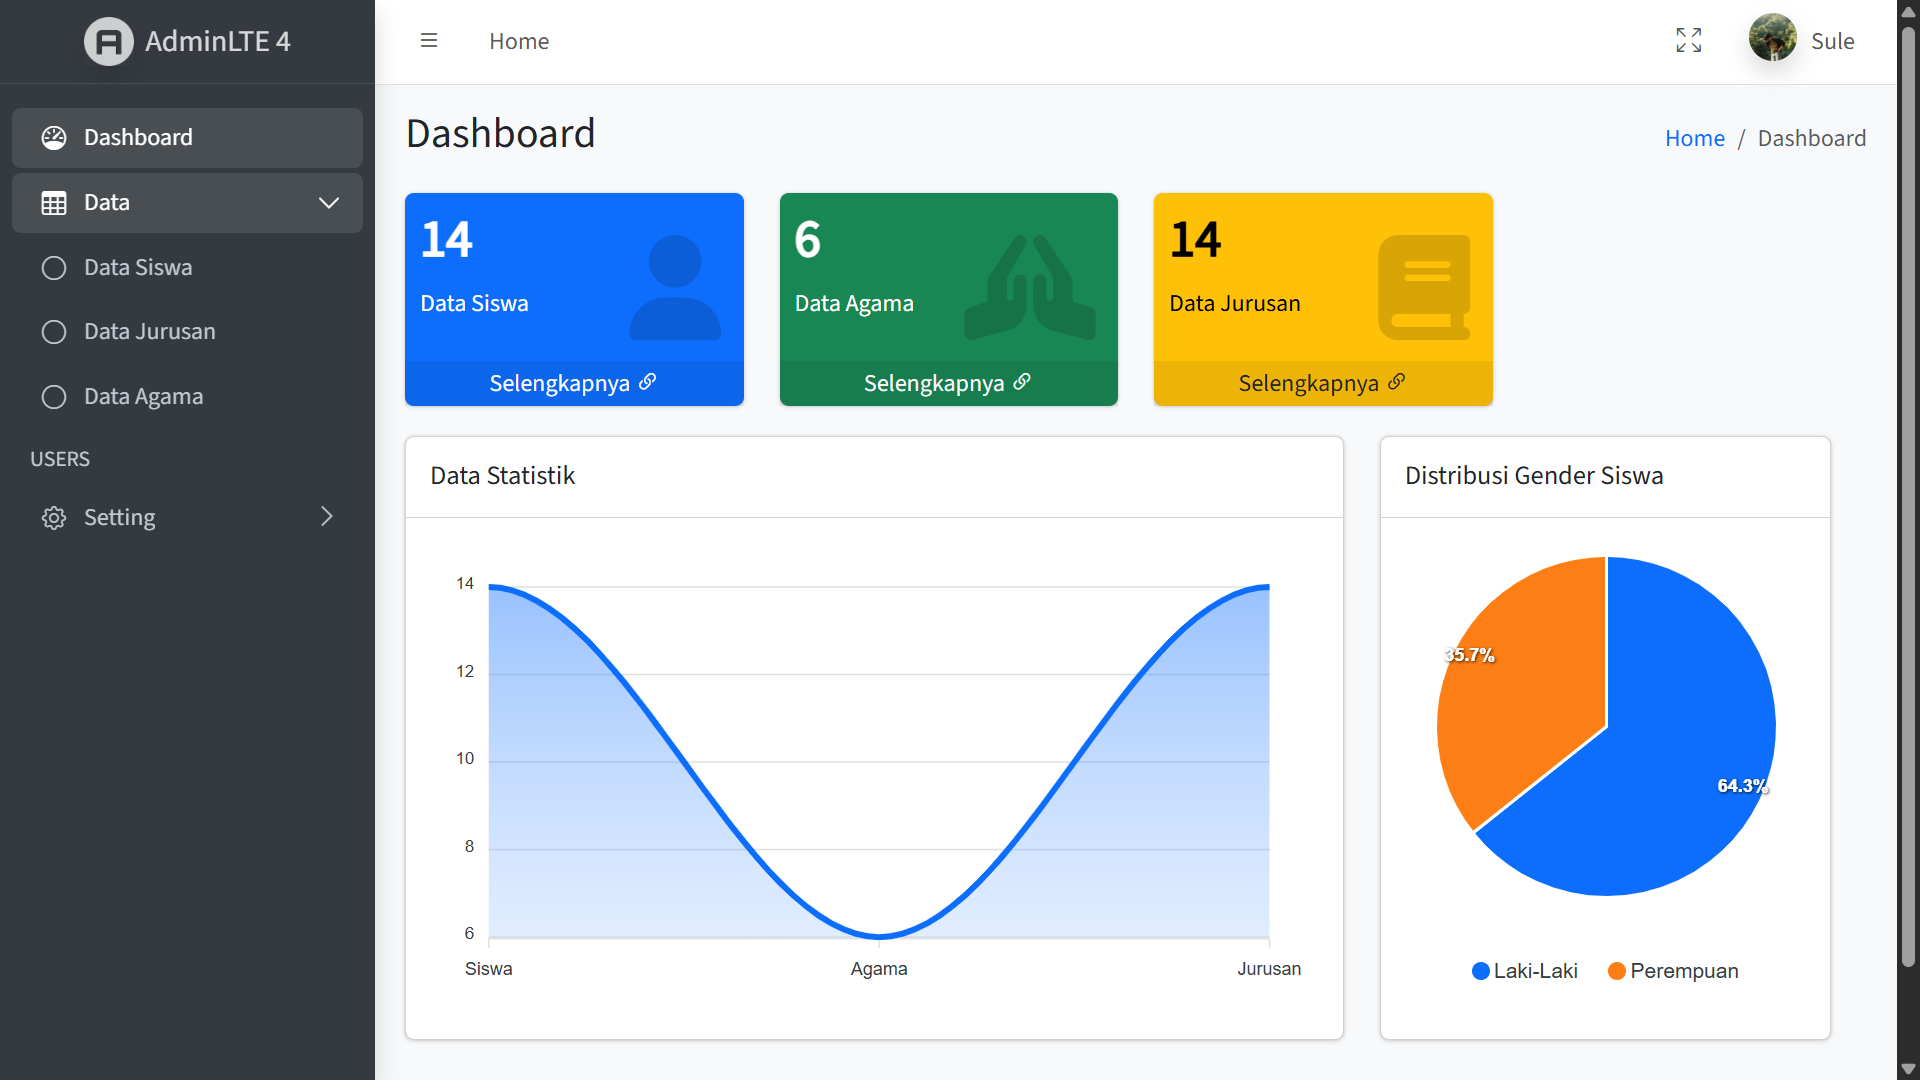 AdminLTE 4
Home
Sule
Dashboard
Data
Data Siswa
Data Jurusan
Data Agama
USERS
Setting
Dashboard
Home / Dashboard
14
Data Siswa
Selengkapnya
6
Data Agama
Selengkapnya
14
Data Jurusan
Selengkapnya
Data Statistik
14
12
10
8
6
Siswa
Agama
Jurusan
Distribusi Gender Siswa
35.7%
64.3%
Laki-Laki
Perempuan